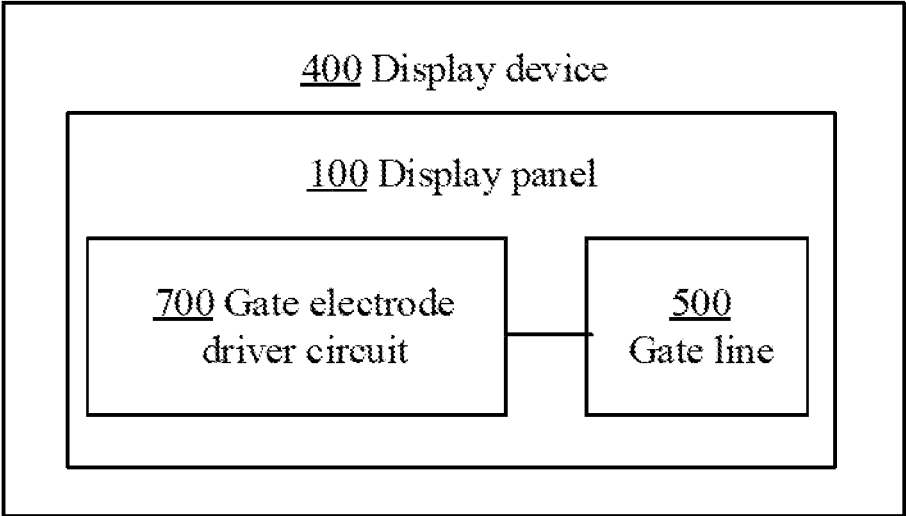 400 Display device
100 Display panel
700 Gate electrode
driver circuit
500
Gate line